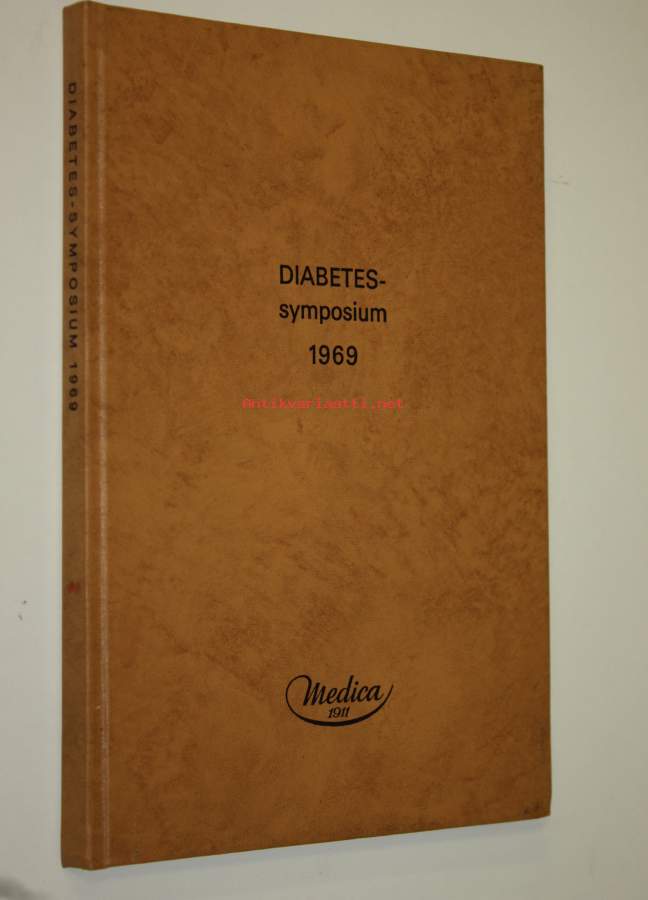 DIABETES-SYMPOSIUM 1969
DIABETES-
symposium
1969
Antikvariaatti.net
Medica
1911